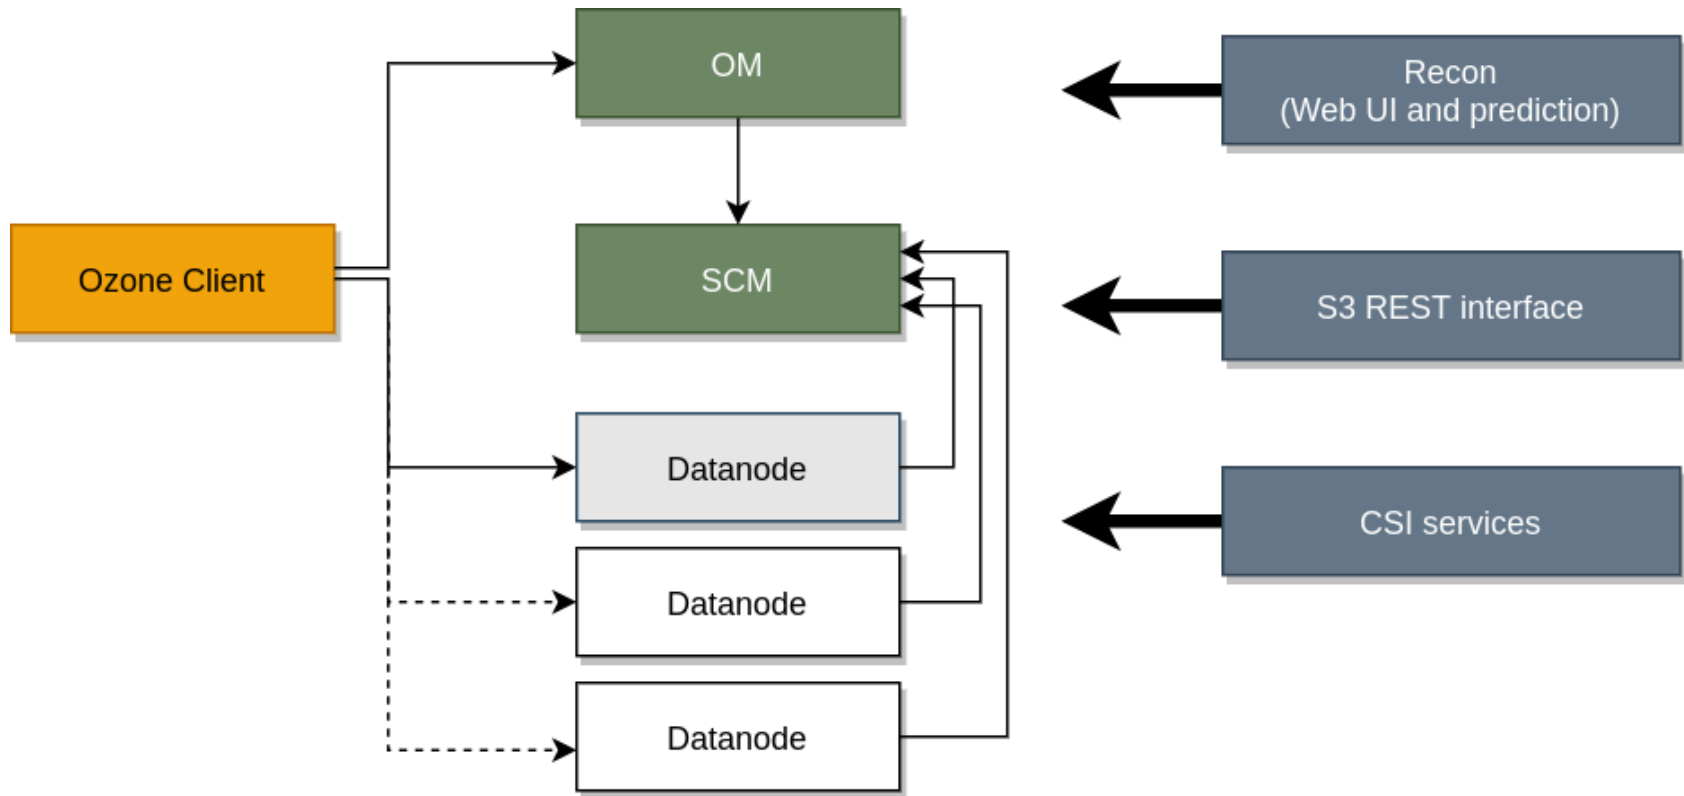 OM
Recon
(Web UI and prediction)
Ozone Client
SCM
S3 REST interface
Datanode
CSI services
Datanode
Datanode